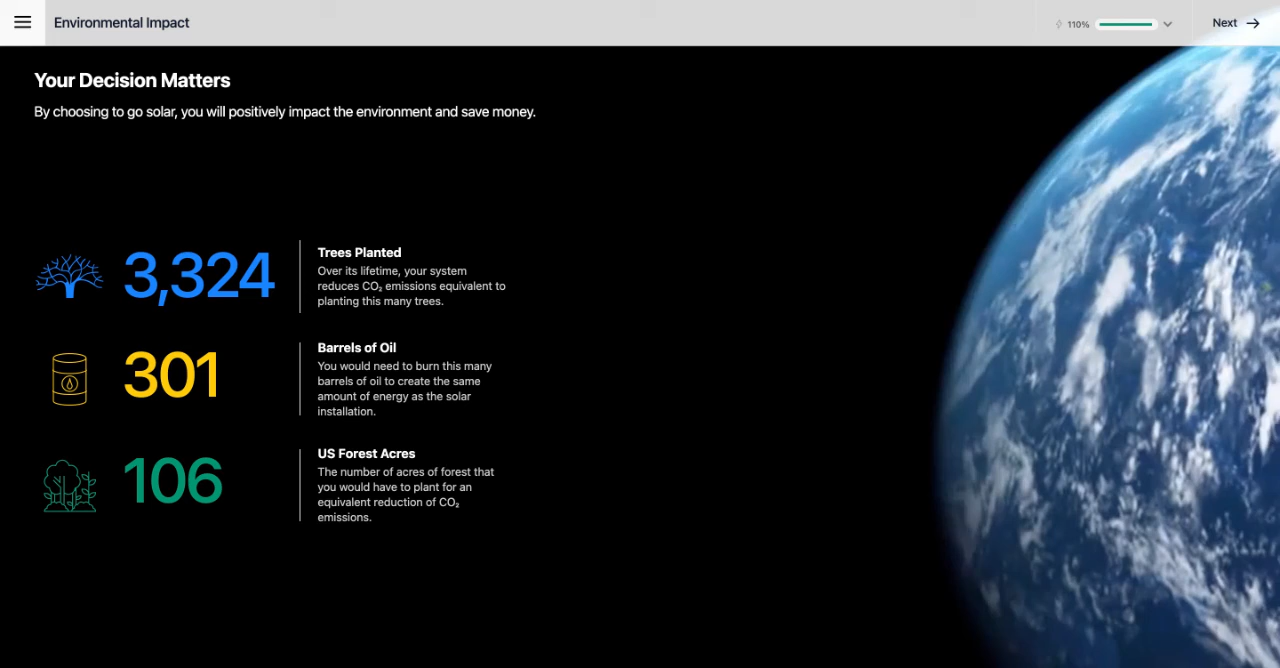 Environmental Impact
110%
Next
Your Decision Matters
By choosing to go solar, you will positively impact the environment and save money.
3,324
Trees Planted
Over its lifetime, your system
reduces CO₂ emissions equivalent to
planting this many trees.
301
Barrels of Oil
You would need to burn this many
barrels of oil to create the same
amount of energy as the solar
installation.
106
US Forest Acres
The number of acres of forest that
you would have to plant for an
equivalent reduction of CO₂
emissions.